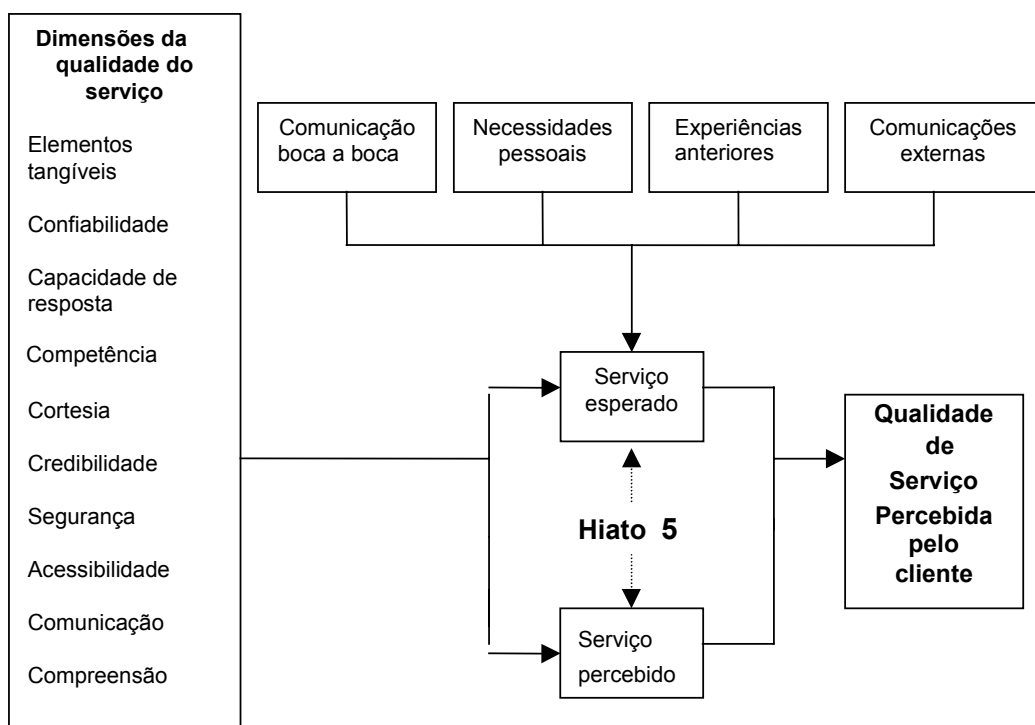 Dimensões da
qualidade do
serviço
Elementos
tangíveis
Confiabilidade
Capacidade de
resposta
Competência
Cortesia
Credibilidade
Segurança
Acessibilidade
Comunicação
Compreensão
Comunicação
boca a boca
Necessidades
pessoais
Experiências
anteriores
Comunicações
externas
Serviço
esperado
Hiato 5
Serviço
percebido
Qualidade
de
Serviço
Percebida
pelo
cliente